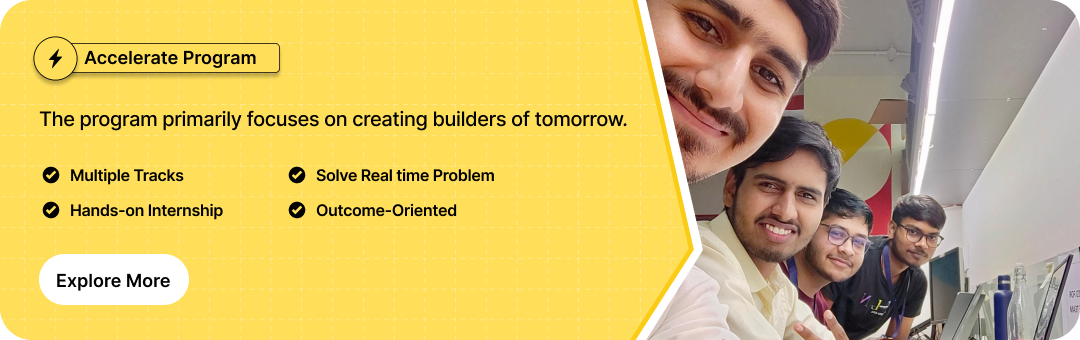 Accelerate Program
The program primarily focuses on creating builders of tomorrow.
Multiple Tracks
Solve Real time Problem
Hands-on Internship
Outcome-Oriented
Explore More